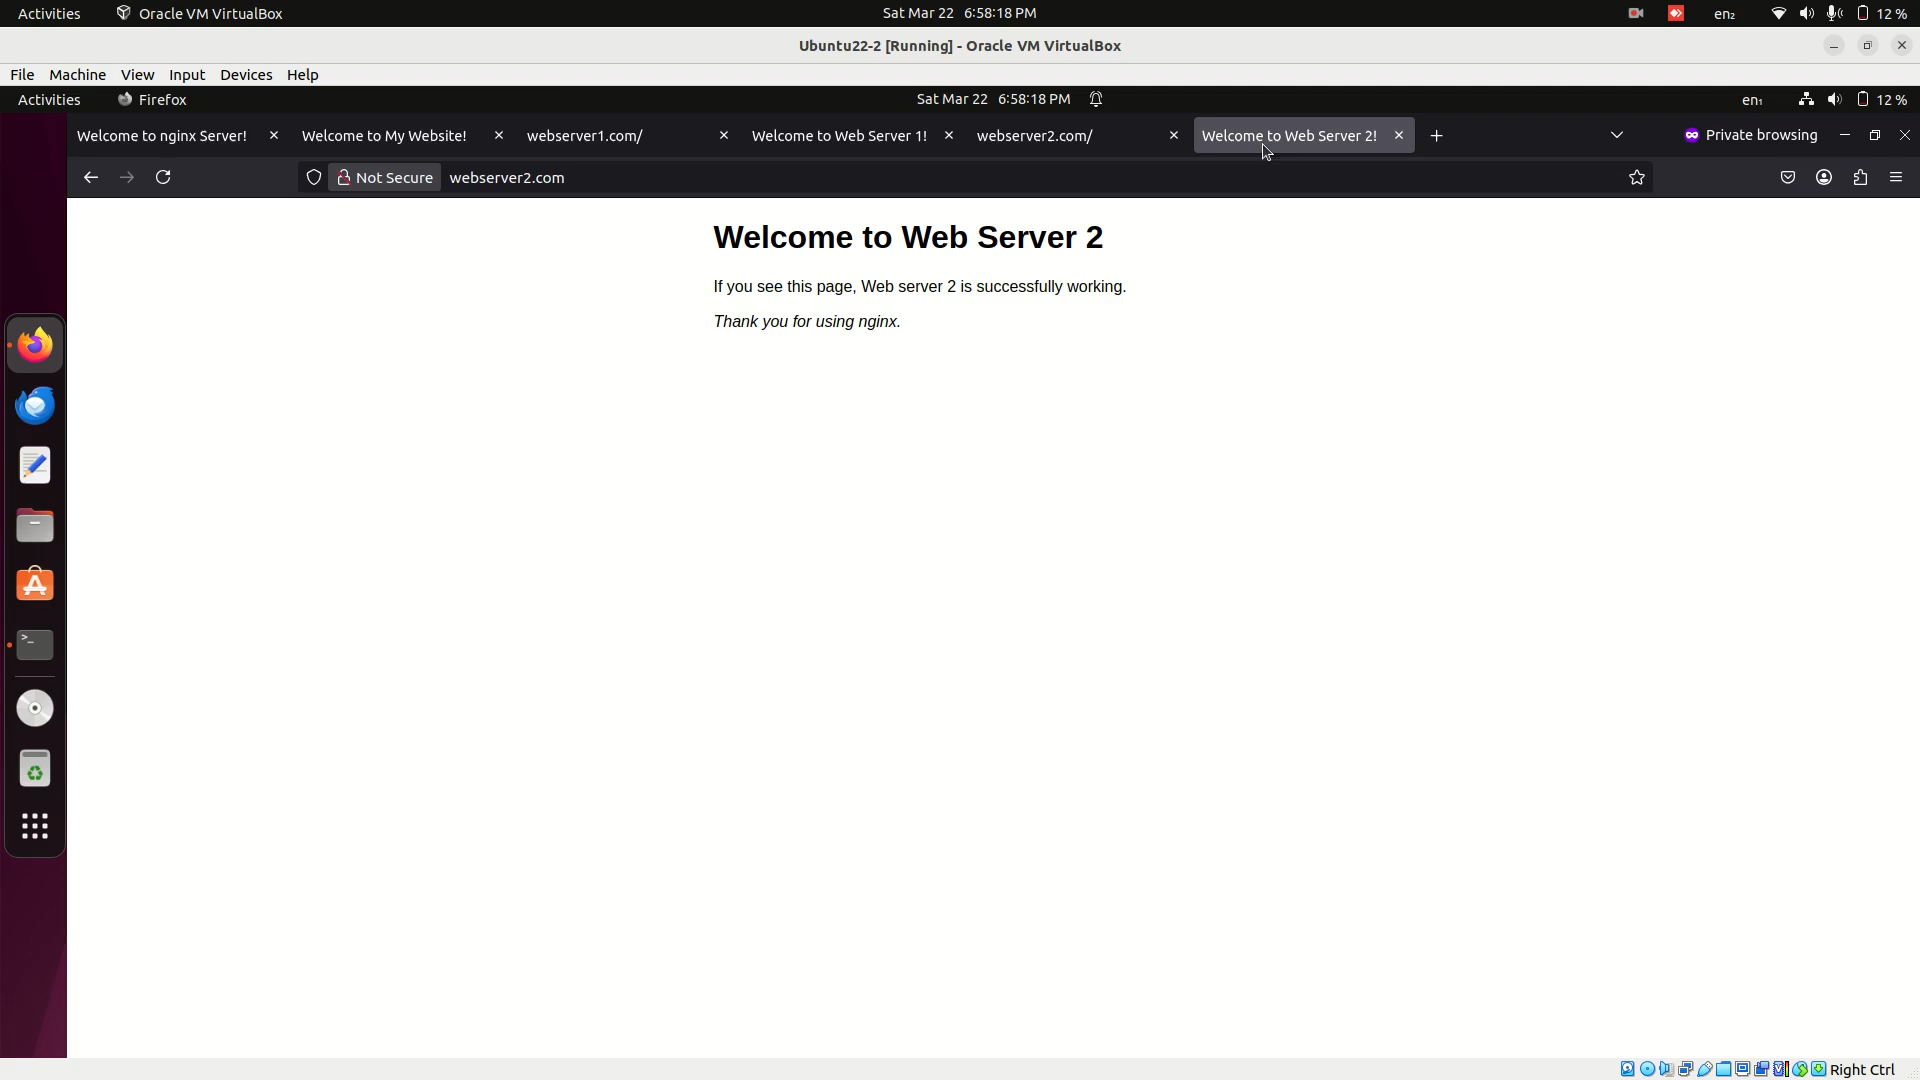 Activities Oracle VM VirtualBox Sat Mar 22 6:58:18 PM en₂ 12 %
Ubuntu22-2 [Running] - Oracle VM VirtualBox
File Machine View Input Devices Help
Activities Firefox Sat Mar 22 6:58:18 PM en₁ 12 %
Welcome to nginx Server! Welcome to My Website! webserver1.com/ Welcome to Web Server 1! webserver2.com/ Welcome to Web Server 2! Private browsing
Not Secure webserver2.com
Welcome to Web Server 2
If you see this page, Web server 2 is successfully working.
Thank you for using nginx.
Right Ctrl